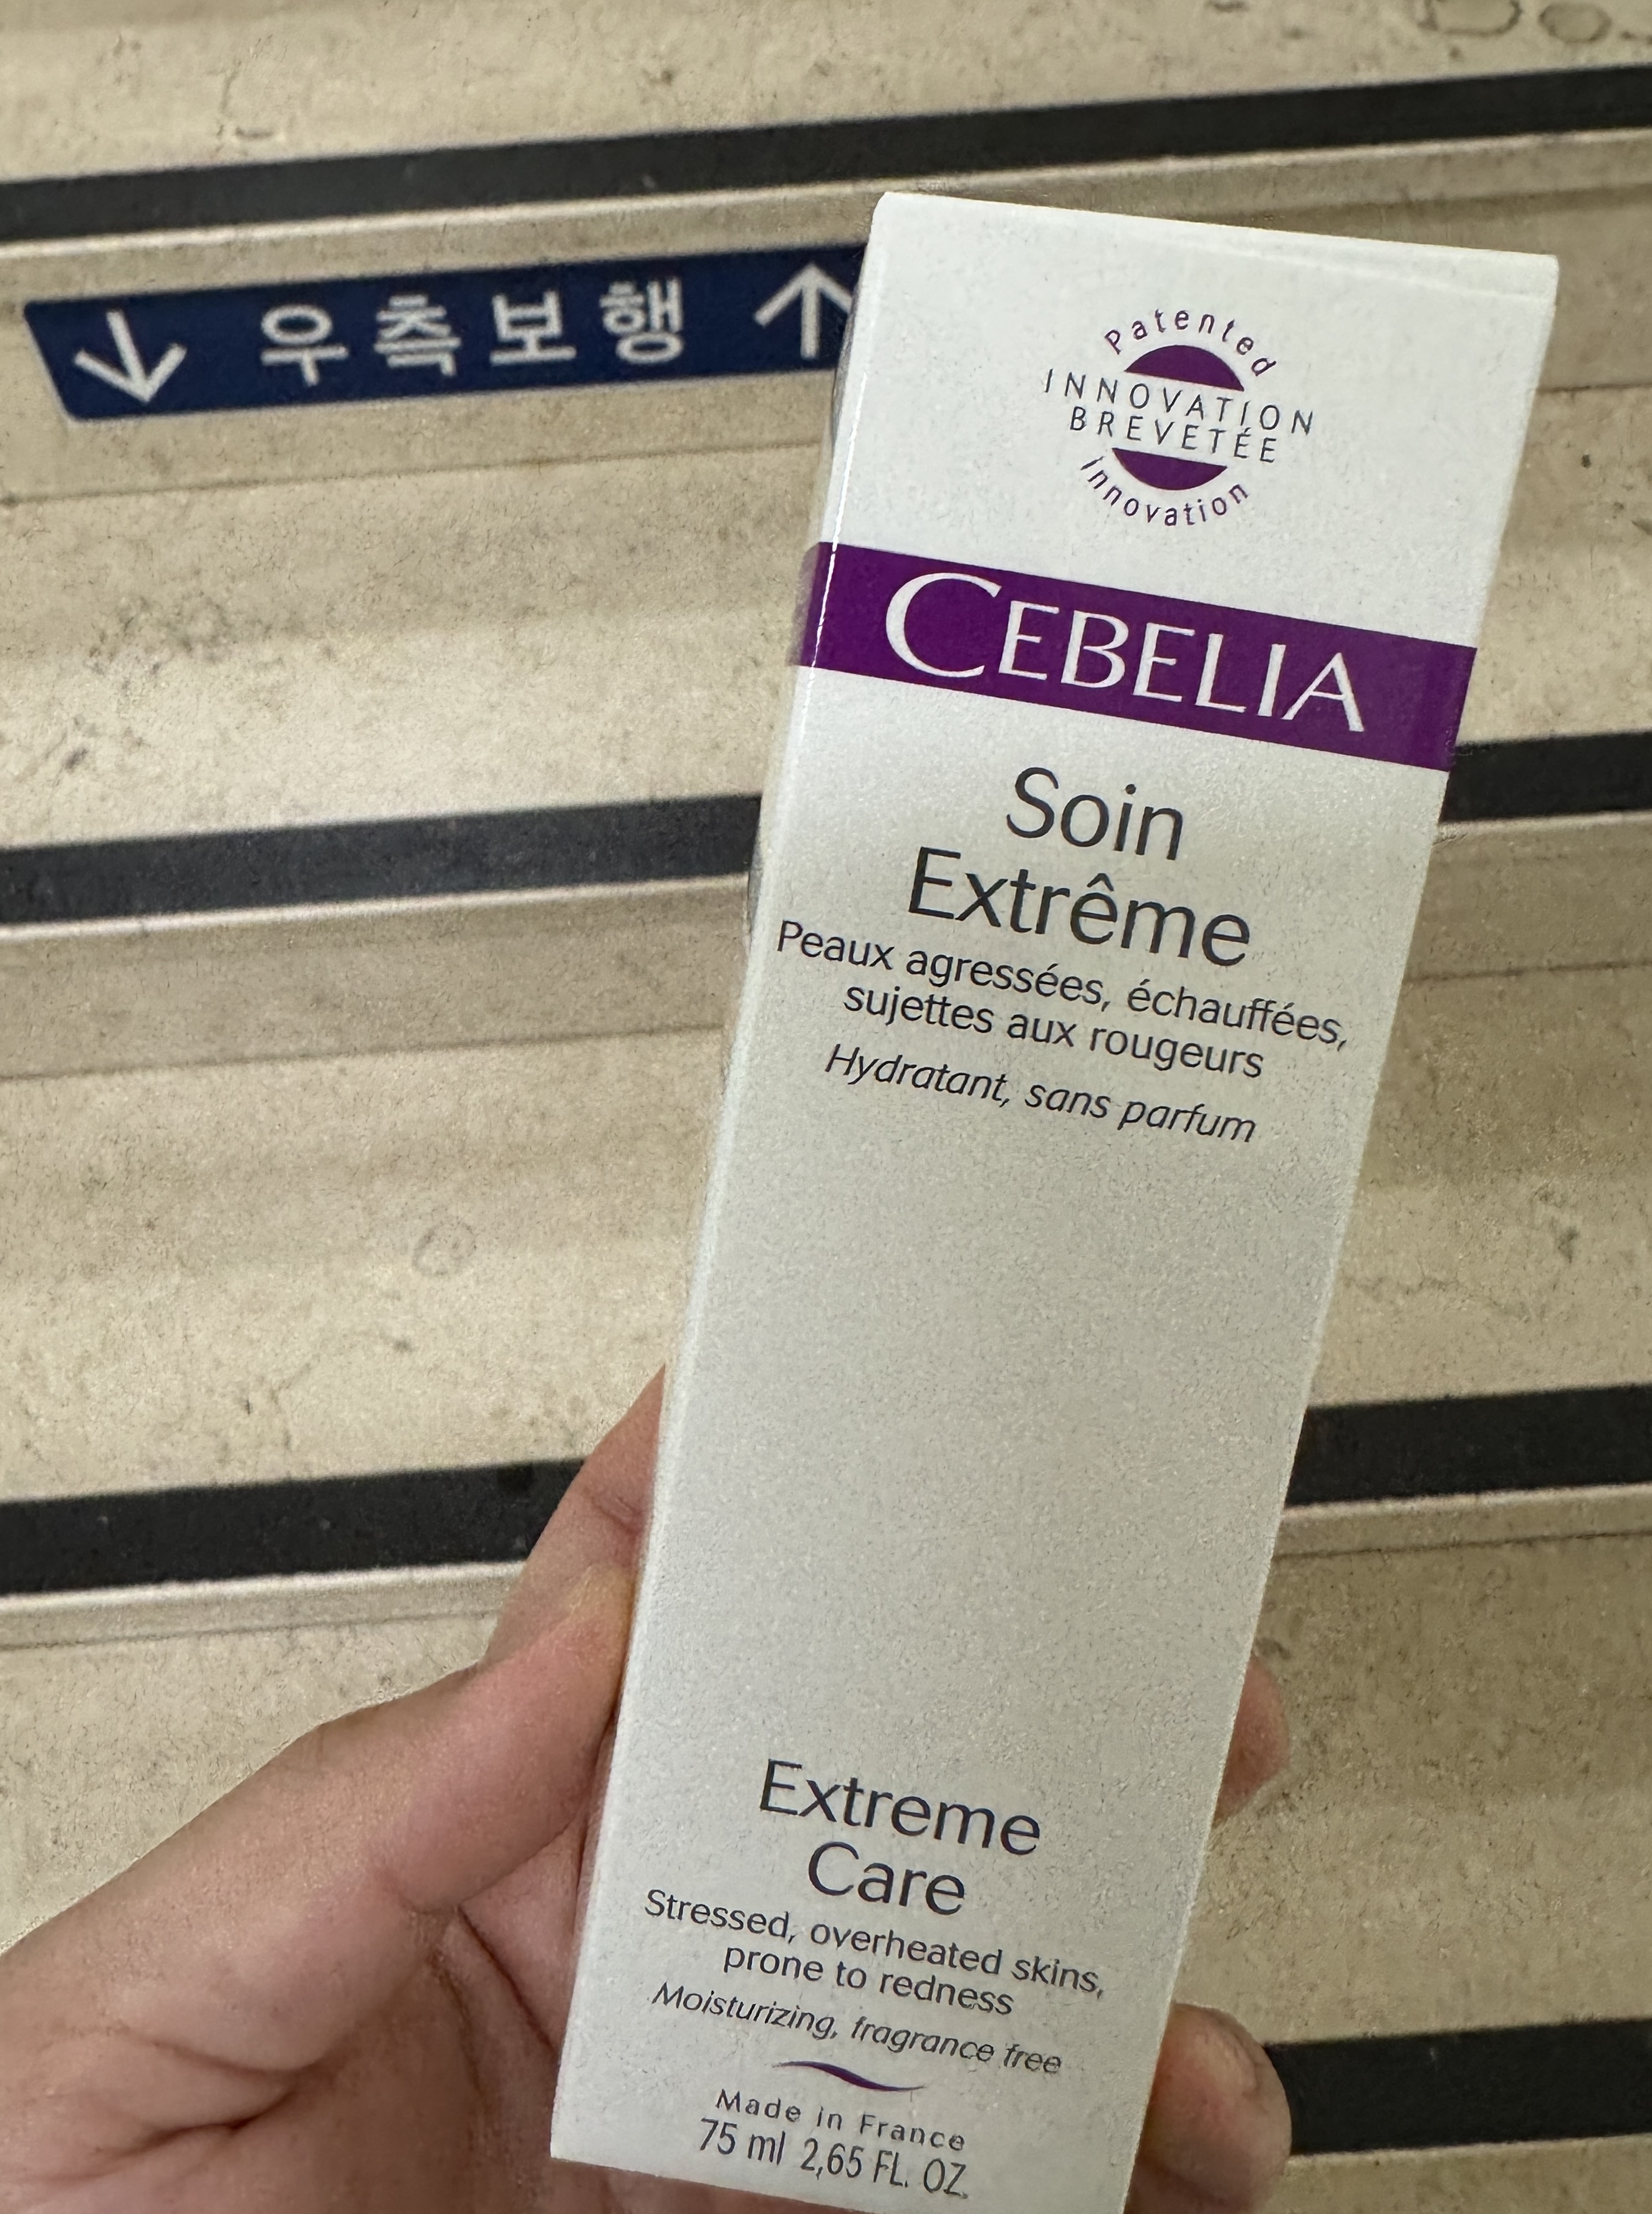 ↓ 우측보행 ↑
Patented
INNOVATION
BREVETÉE
Innovation
CEBELIA
Soin
Extrême
Peaux agressées, échauffées,
sujettes aux rougeurs
Hydratant, sans parfum
Extreme
Care
Stressed, overheated skins,
prone to redness
Moisturizing, fragrance free
Made in France
75 ml 2,65 FL. OZ.